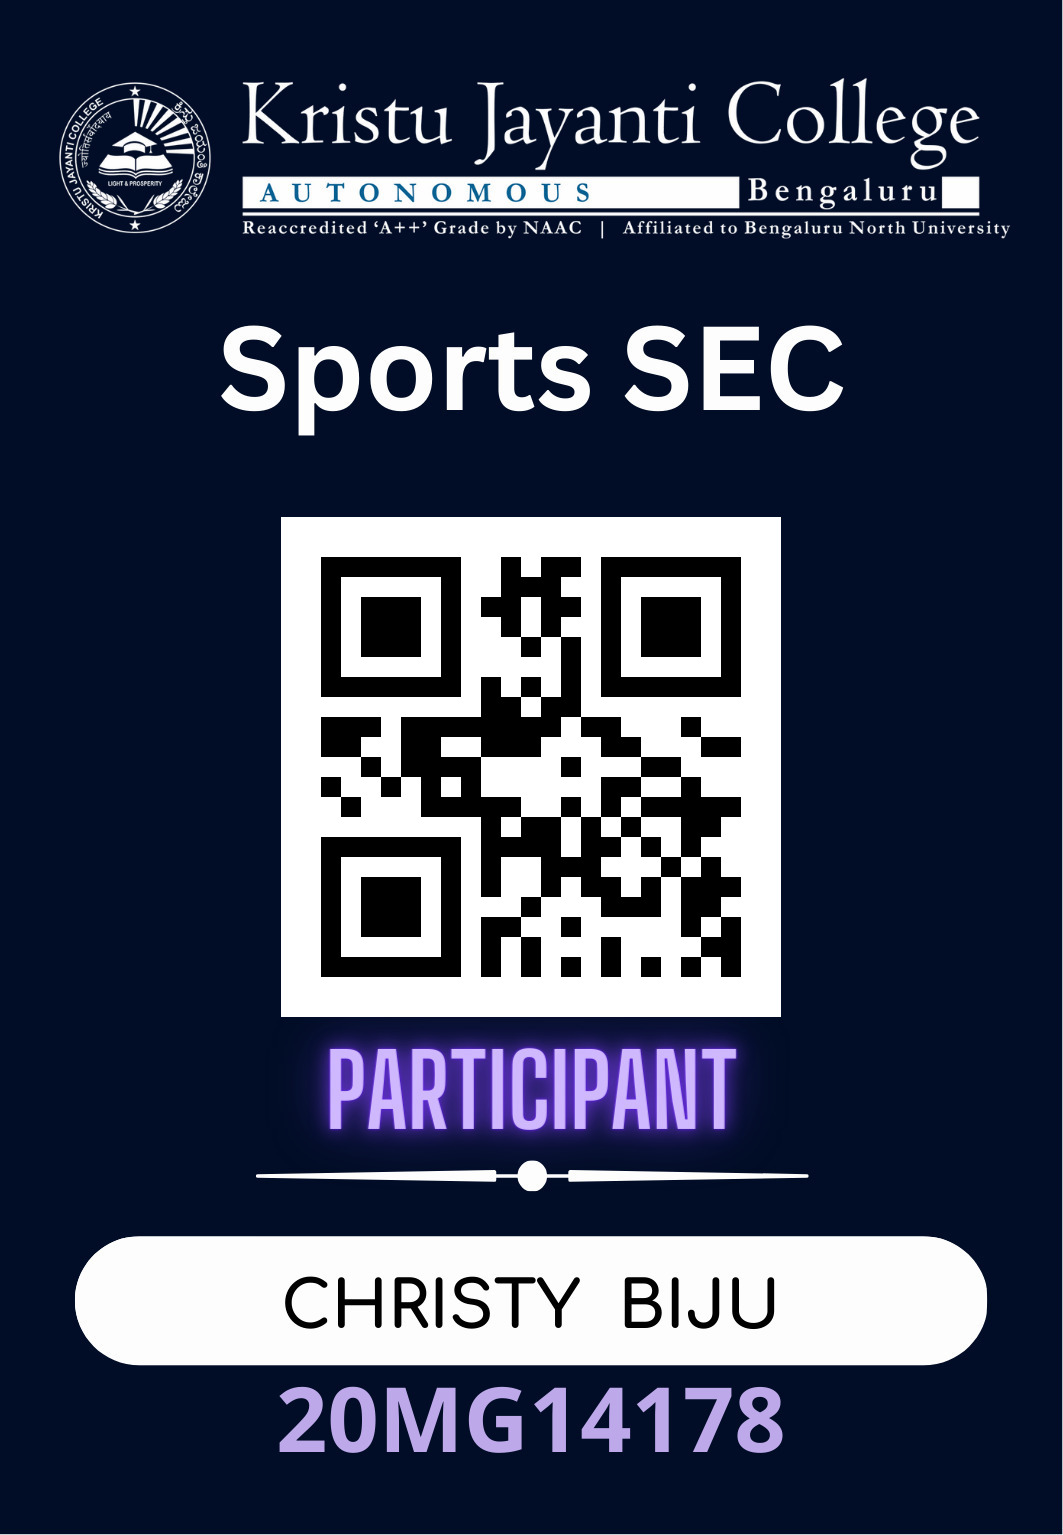 Kristu Jayanti College
AUTONOMOUS Bengaluru
Reaccredited ‘A++’ Grade by NAAC | Affiliated to Bengaluru North University
KRISTU JAYANTI COLLEGE
ಕ್ರಿಸ್ತು ಜಯಂತಿ ಕಾಲೇಜು
LIGHT & PROSPERITY
Sports SEC
PARTICIPANT
CHRISTY BIJU
20MG14178